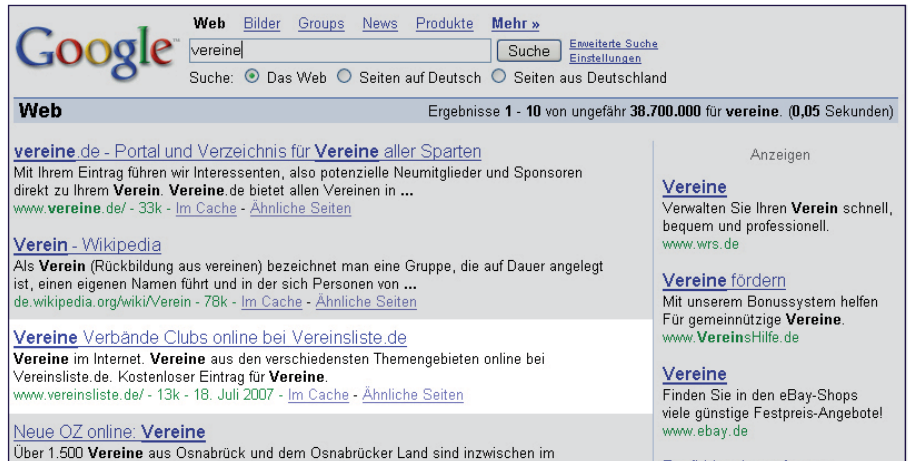 Google™
Web Bilder Groups News Produkte Mehr »
vereine
Suche
Erweiterte Suche
Einstellungen
Suche: Das Web Seiten auf Deutsch Seiten aus Deutschland
Web
Ergebnisse 1 - 10 von ungefähr 38.700.000 für vereine. (0,05 Sekunden)
vereine.de - Portal und Verzeichnis für Vereine aller Sparten
Mit Ihrem Eintrag führen wir Interessenten, also potenzielle Neumitglieder und Sponsoren
direkt zu Ihrem Verein. Vereine.de bietet allen Vereinen in ...
www.vereine.de/ - 33k - Im Cache - Ähnliche Seiten
Verein - Wikipedia
Als Verein (Rückbildung aus vereinen) bezeichnet man eine Gruppe, die auf Dauer angelegt
ist, einen eigenen Namen führt und in der sich Personen von ...
de.wikipedia.org/wiki/Verein - 78k - Im Cache - Ähnliche Seiten
Vereine Verbände Clubs online bei Vereinsliste.de
Vereine im Internet. Vereine aus den verschiedensten Themengebieten online bei
Vereinsliste.de. Kostenloser Eintrag für Vereine.
www.vereinsliste.de/ - 13k - 18. Juli 2007 - Im Cache - Ähnliche Seiten
Neue OZ online: Vereine
Über 1.500 Vereine aus Osnabrück und dem Osnabrücker Land sind inzwischen im
Anzeigen
Vereine
Verwalten Sie Ihren Verein schnell,
bequem und professionell.
www.wrs.de
Vereine fördern
Mit unserem Bonussystem helfen
Für gemeinnützige Vereine.
www.VereinsHilfe.de
Vereine
Finden Sie in den eBay-Shops
viele günstige Festpreis-Angebote!
www.ebay.de